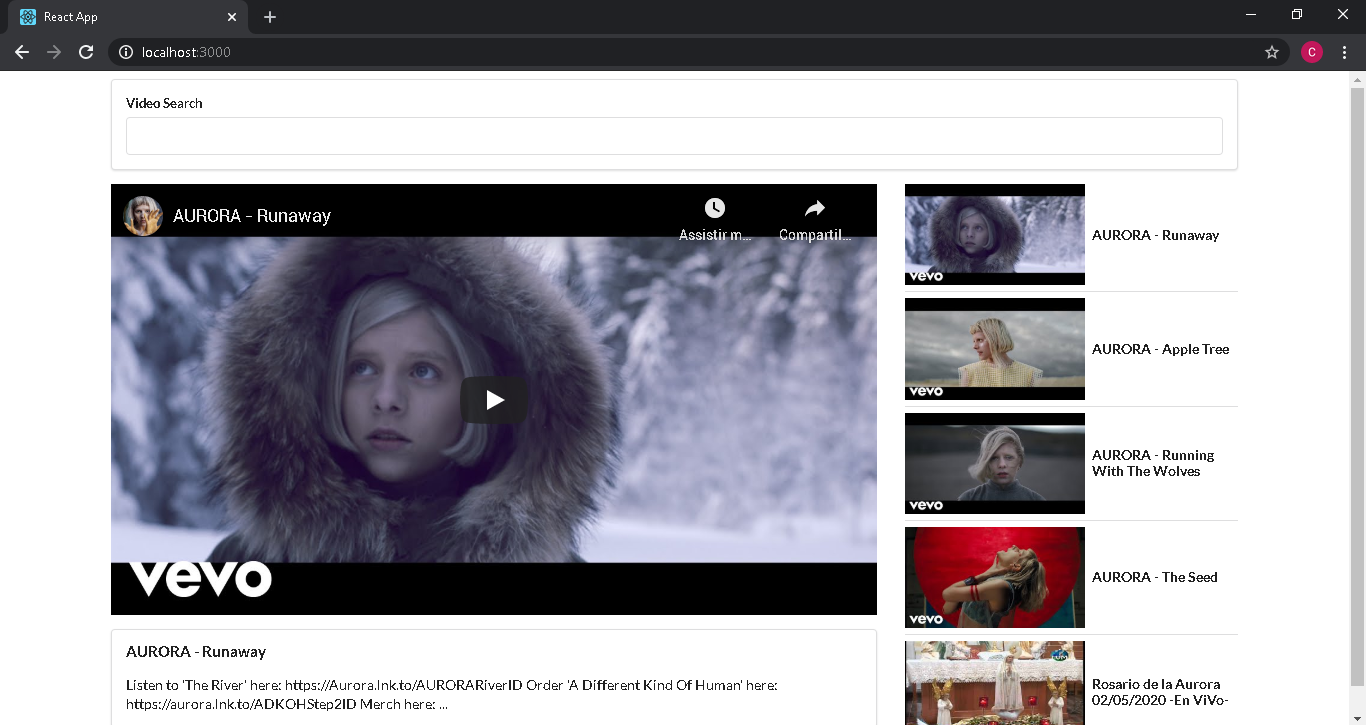 React App
localhost:3000
C
Video Search
AURORA - Runaway
Assistir m...
Compartil...
vevo
AURORA - Runaway
Listen to 'The River' here: https://Aurora.lnk.to/AURORARiverID Order 'A Different Kind Of Human' here:
https://aurora.lnk.to/ADKOHStep2ID Merch here: ...
vevo
AURORA - Runaway
vevo
AURORA - Apple Tree
vevo
AURORA - Running
With The Wolves
vevo
AURORA - The Seed
Rosario de la Aurora
02/05/2020 -En ViVo-